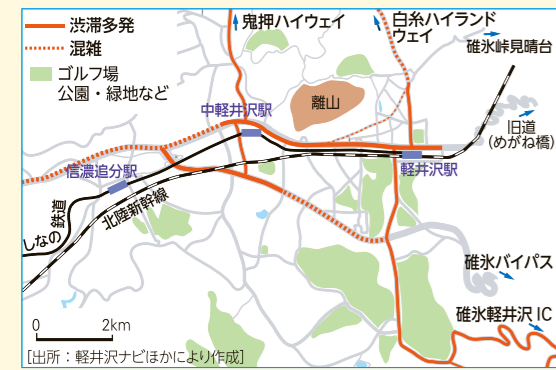 渋滞多発
混雑
ゴルフ場
公園・緑地など
鬼押ハイウェイ
白糸ハイランド
ウェイ
碓氷峠見晴台
旧道
(めがね橋)
離山
中軽井沢駅
軽井沢駅
信濃追分駅
しなの鉄道
北陸新幹線
碓氷バイパス
碓氷軽井沢IC
0 2km
[出所:軽井沢ナビほかにより作成]